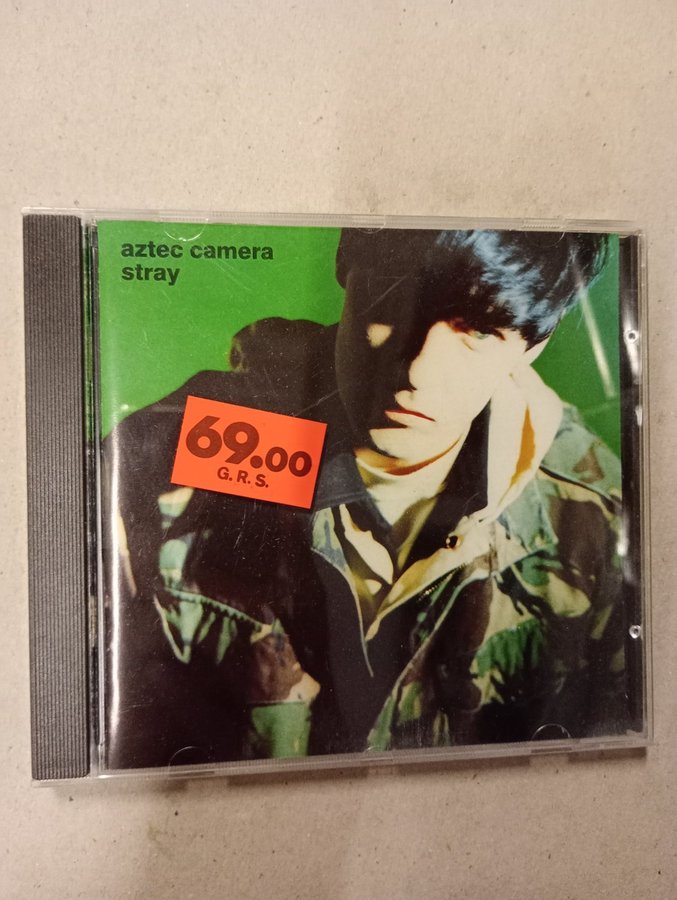 aztec camera
stray
69.00
G. R. S.